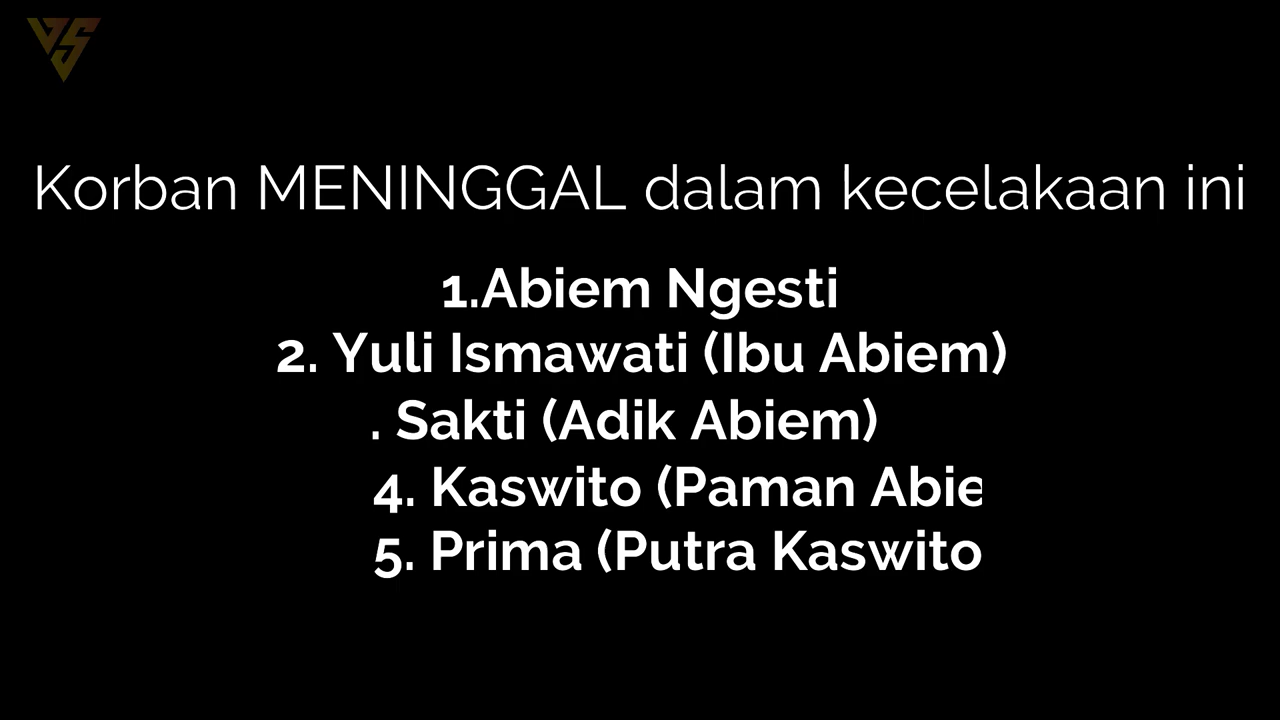 Korban MENINGGAL dalam kecelakaan ini
1.Abiem Ngesti
2. Yuli Ismawati (Ibu Abiem)
. Sakti (Adik Abiem)
4. Kaswito (Paman Abie
5. Prima (Putra Kaswito